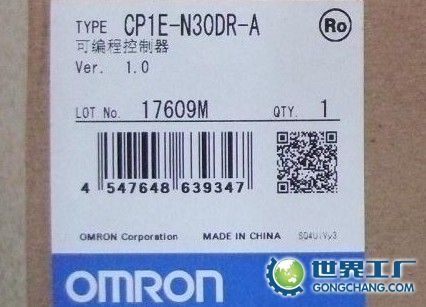 TYPE CP1E-N30DR-A Ro
可编程控制器
Ver. 1.0
LOT No. 17609M QTY. 1
4 547648 639347
OMRON Corporation MADE IN CHINA
OMRON
世界工厂
GONGCHANG.COM